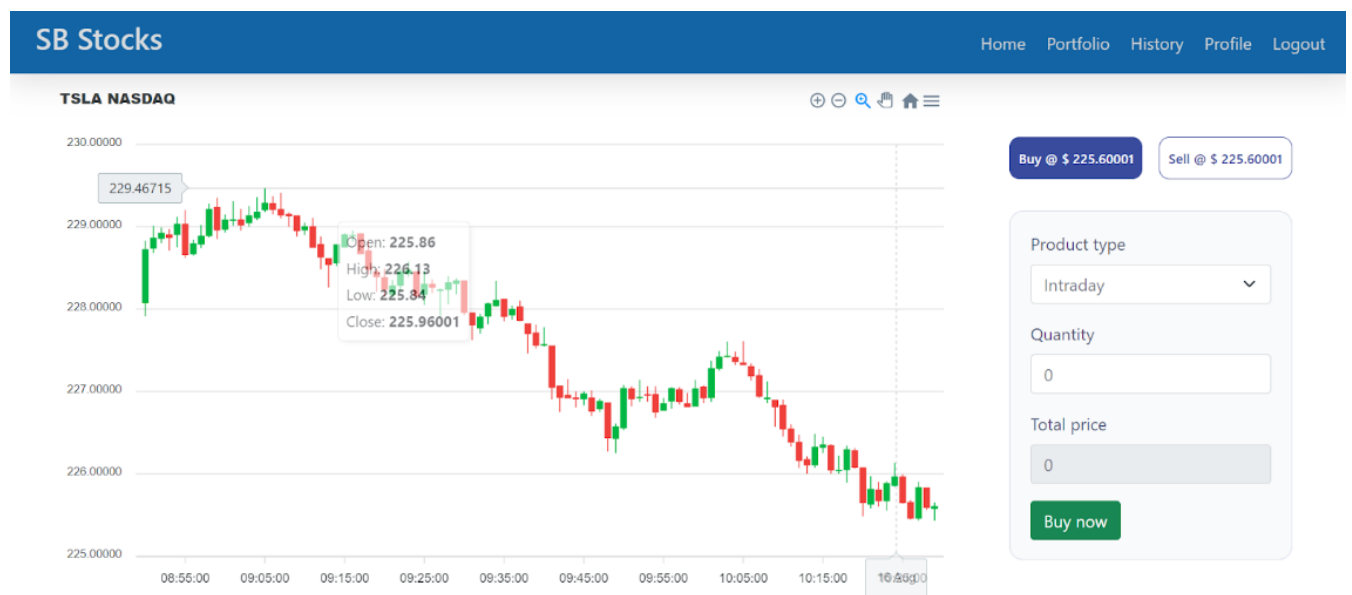 SB Stocks
Home Portfolio History Profile Logout
TSLA NASDAQ
230.00000
229.46715
229.00000
228.00000
227.00000
226.00000
225.00000
Open: 225.86
High: 226.13
Low: 225.84
Close: 225.96001
08:55:00 09:05:00 09:15:00 09:25:00 09:35:00 09:45:00 09:55:00 10:05:00 10:15:00
Buy @ $ 225.60001 Sell @ $ 225.60001
Product type
Intraday
Quantity
0
Total price
0
Buy now